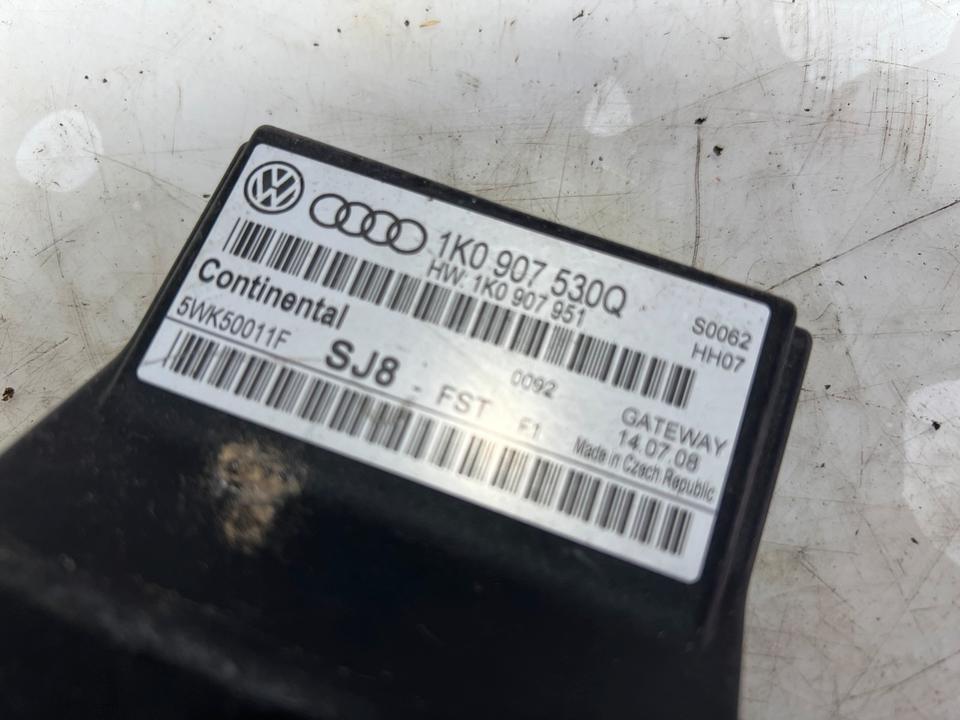 1K0 907 530Q
HW: 1K0 907 951
S0062
HH07
Continental
5WK50011F
SJ8
0092
FST
F1
GATEWAY
14.07.08
Made in Czech Republic